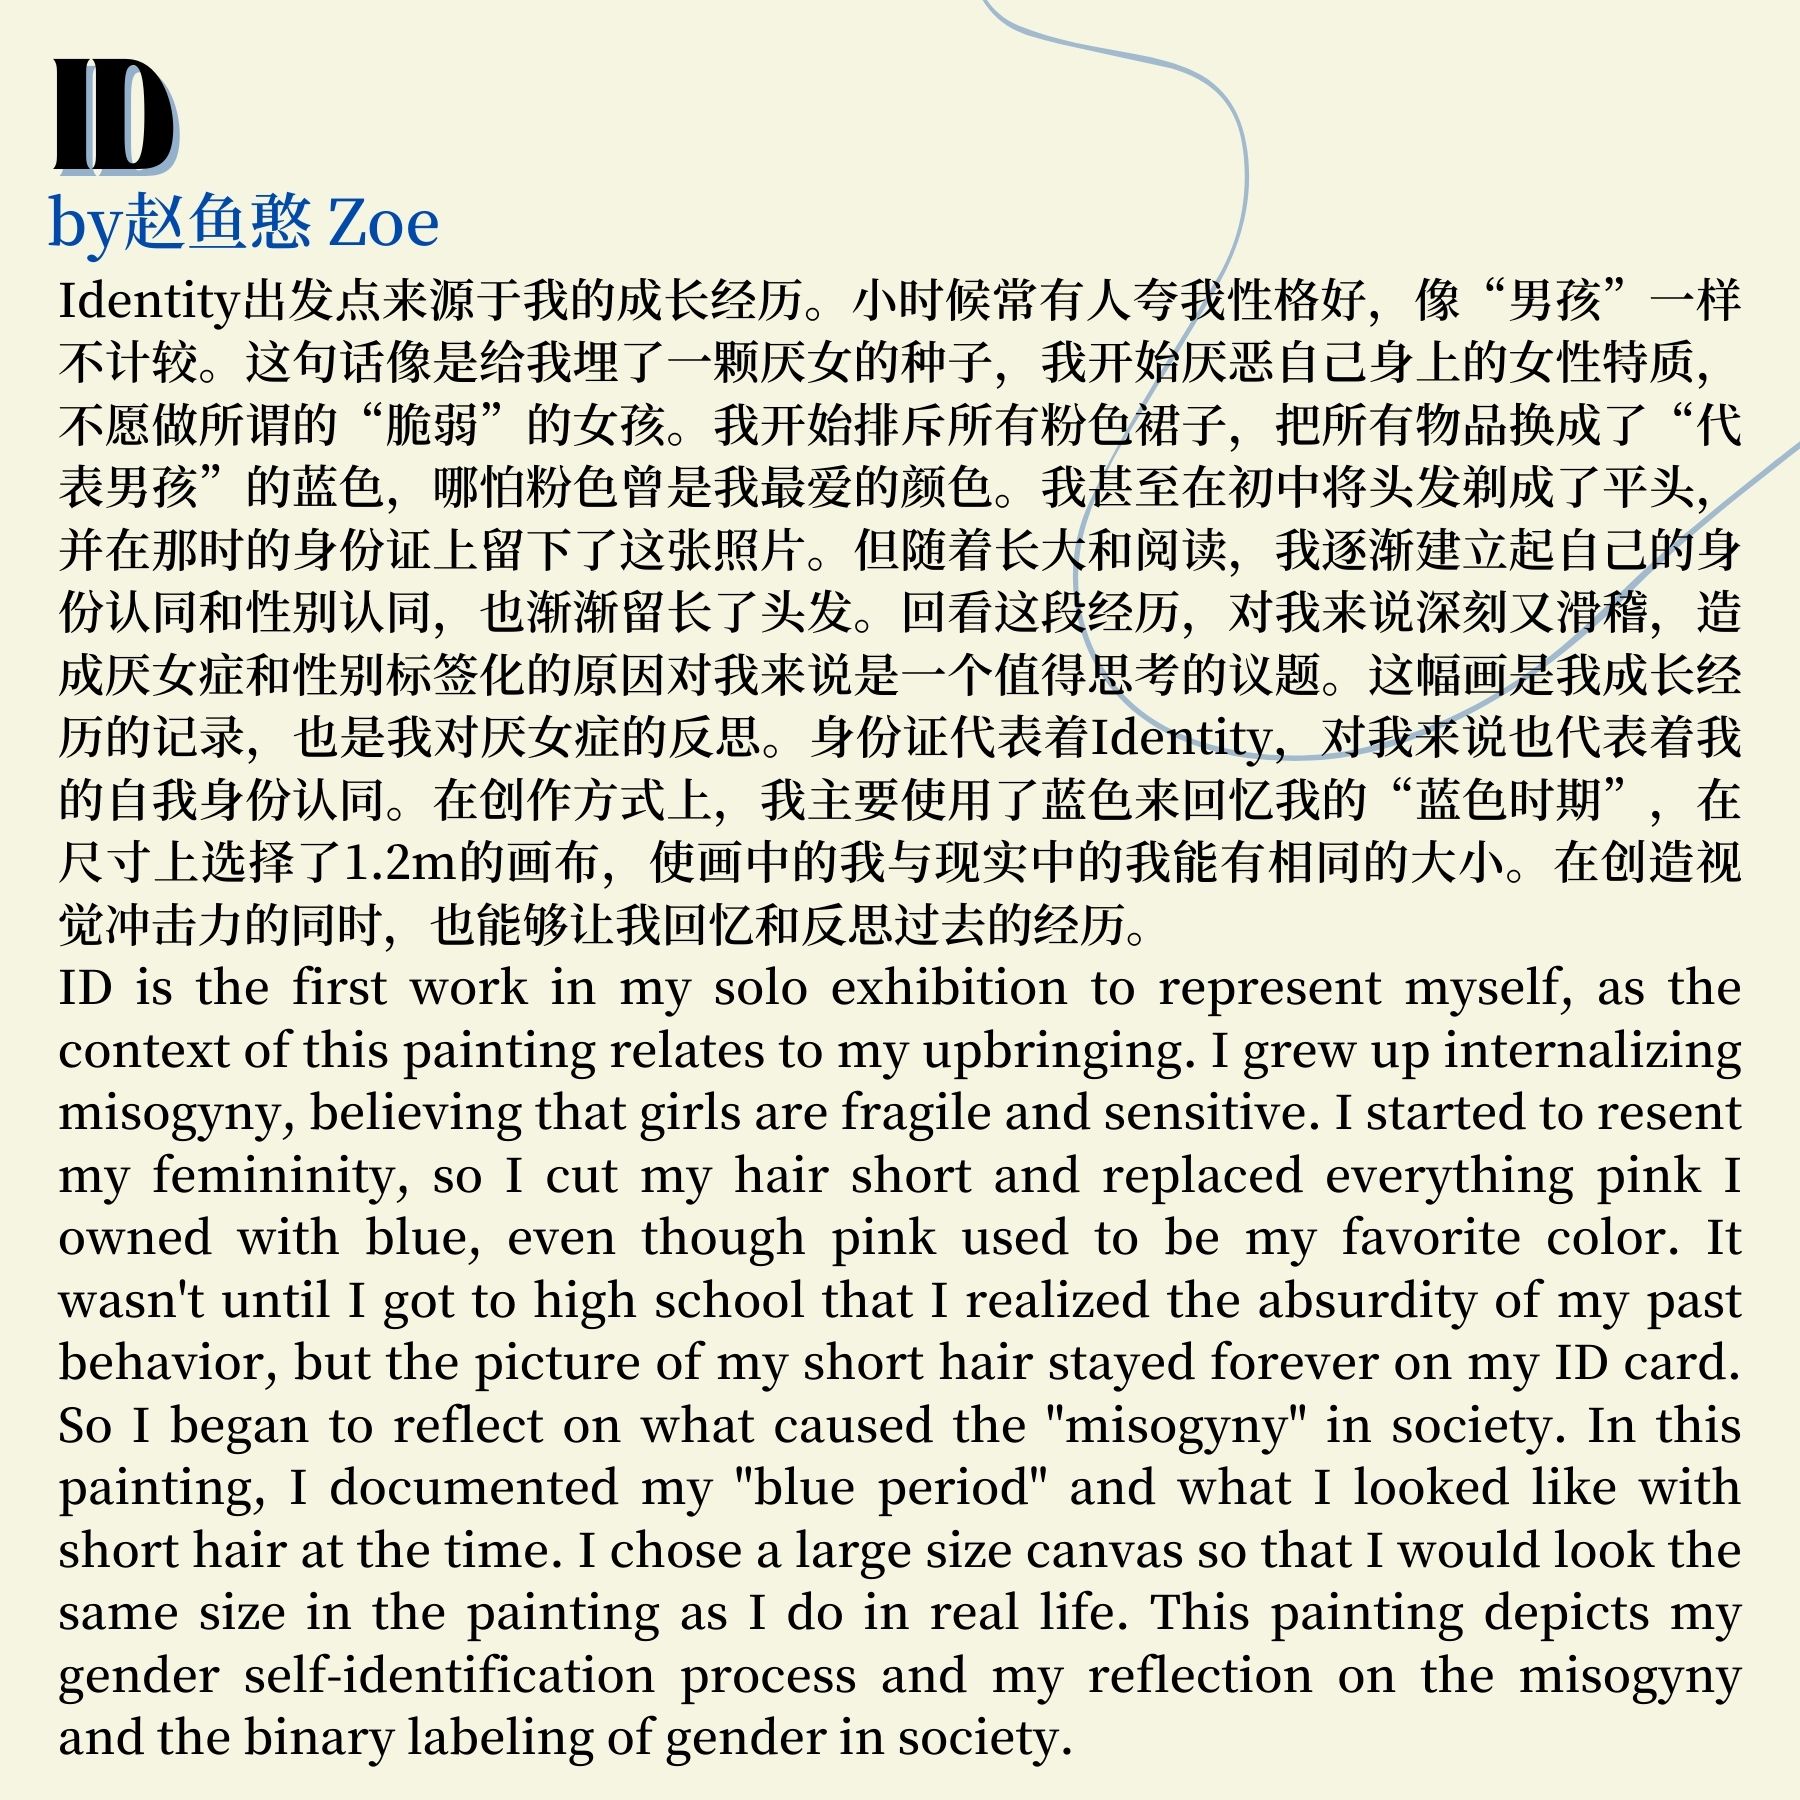 ID
by赵鱼憨 Zoe
Identity出发点来源于我的成长经历。小时候常有人夸我性格好，像“男孩”一样
不计较。这句话像是给我埋了一颗厌女的种子，我开始厌恶自己身上的女性特质，
不愿做所谓的“脆弱”的女孩。我开始排斥所有粉色裙子，把所有物品换成了“代
表男孩”的蓝色，哪怕粉色曾是我最爱的颜色。我甚至在初中将头发剃成了平头，
并在那时的身份证上留下了这张照片。但随着长大和阅读，我逐渐建立起自己的身
份认同和性别认同，也渐渐留长了头发。回看这段经历，对我来说深刻又滑稽，造
成厌女症和性别标签化的原因对我来说是一个值得思考的议题。这幅画是我成长经
历的记录，也是我对厌女症的反思。身份证代表着Identity，对我来说也代表着我
的自我身份认同。在创作方式上，我主要使用了蓝色来回忆我的“蓝色时期”，在
尺寸上选择了1.2m的画布，使画中的我与现实中的我能有相同的大小。在创造视
觉冲击力的同时，也能够让我回忆和反思过去的经历。
ID is the first work in my solo exhibition to represent myself, as the
context of this painting relates to my upbringing. I grew up internalizing
misogyny, believing that girls are fragile and sensitive. I started to resent
my femininity, so I cut my hair short and replaced everything pink I
owned with blue, even though pink used to be my favorite color. It
wasn't until I got to high school that I realized the absurdity of my past
behavior, but the picture of my short hair stayed forever on my ID card.
So I began to reflect on what caused the "misogyny" in society. In this
painting, I documented my "blue period" and what I looked like with
short hair at the time. I chose a large size canvas so that I would look the
same size in the painting as I do in real life. This painting depicts my
gender self-identification process and my reflection on the misogyny
and the binary labeling of gender in society.